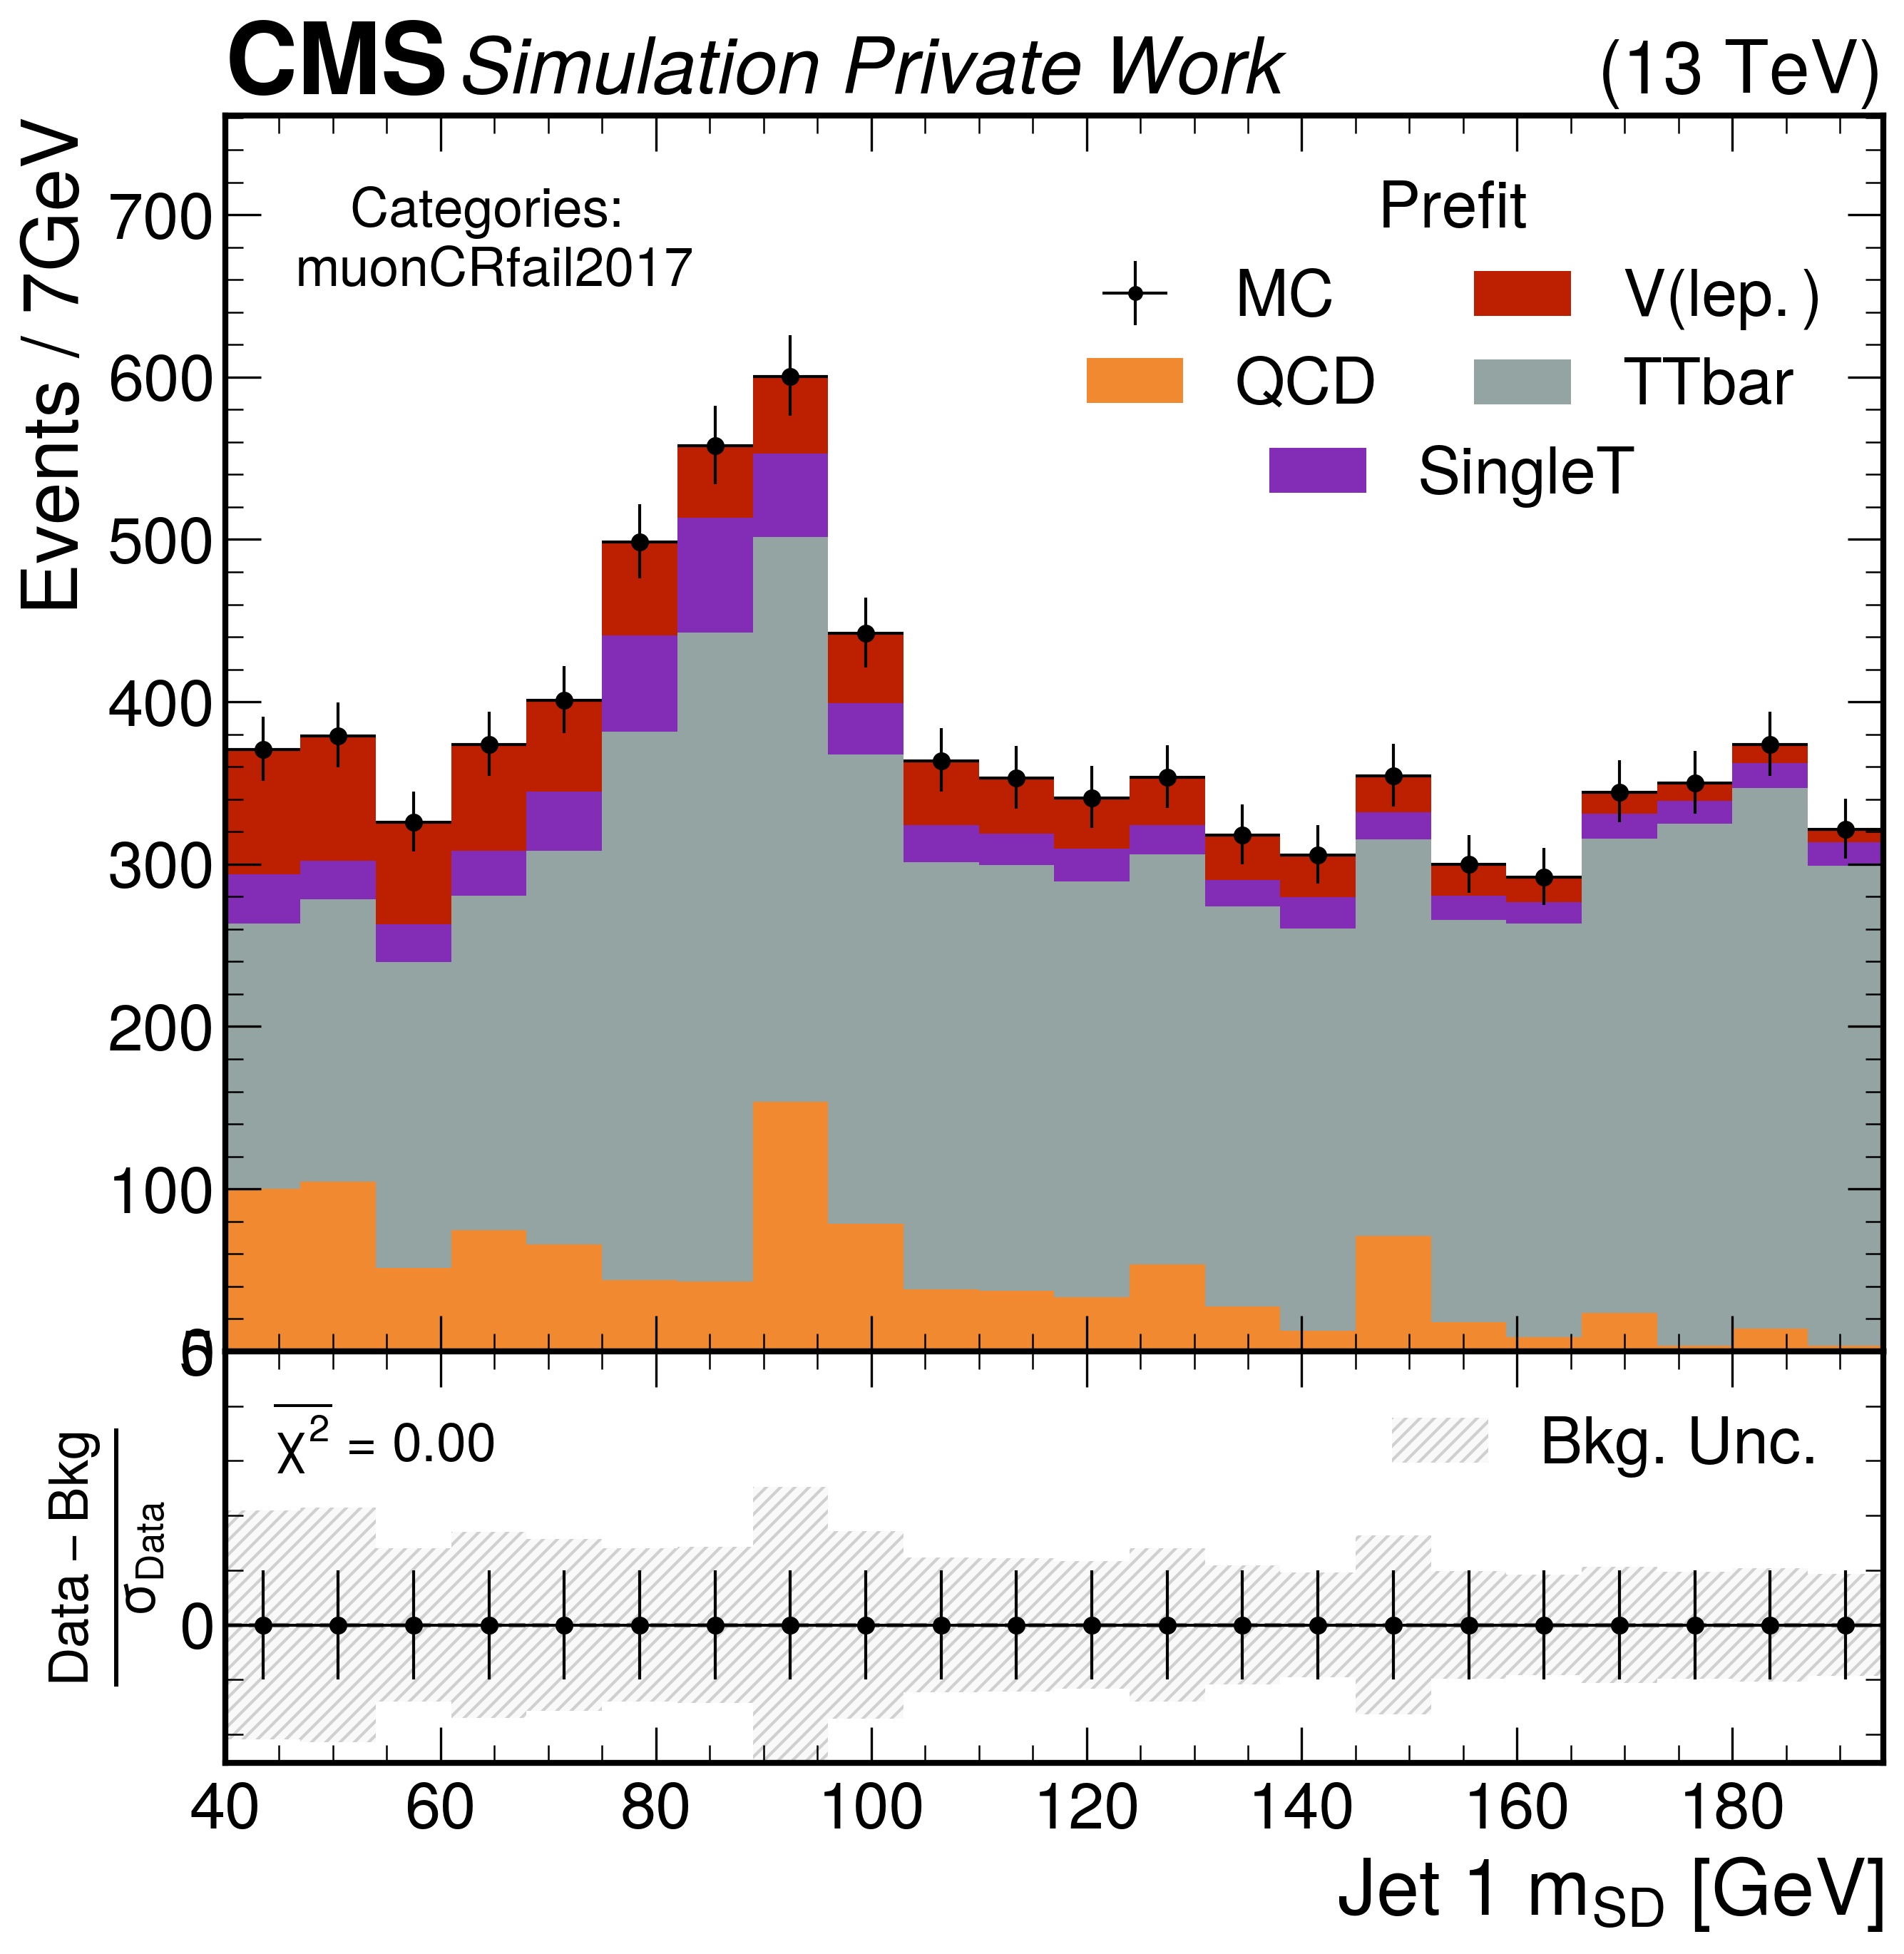 CMS Simulation Private Work (13 TeV)
Events / 7GeV
700
600
500
400
300
200
100
0
Categories:
muonCRfail2017
Prefit
MC V(lep.)
QCD TTbar
SingleT
Data − Bkg
σData
5
0
χ² = 0.00
Bkg. Unc.
40 60 80 100 120 140 160 180
Jet 1 mSD [GeV]